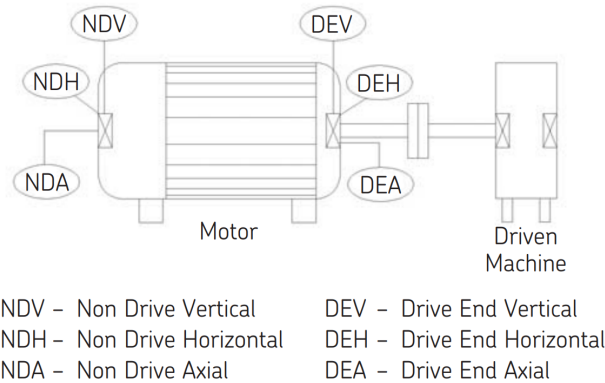 NDV DEV
NDH DEH
NDA DEA
Motor
Driven
Machine
NDV – Non Drive Vertical DEV – Drive End Vertical
NDH – Non Drive Horizontal DEH – Drive End Horizontal
NDA – Non Drive Axial DEA – Drive End Axial